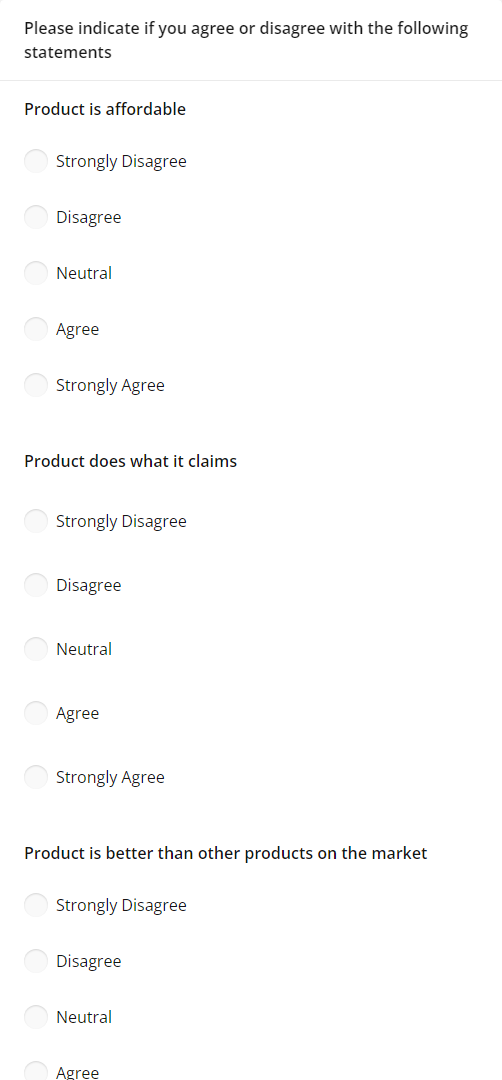 Please indicate if you agree or disagree with the following
statements
Product is affordable
Strongly Disagree
Disagree
Neutral
Agree
Strongly Agree
Product does what it claims
Strongly Disagree
Disagree
Neutral
Agree
Strongly Agree
Product is better than other products on the market
Strongly Disagree
Disagree
Neutral
Agree